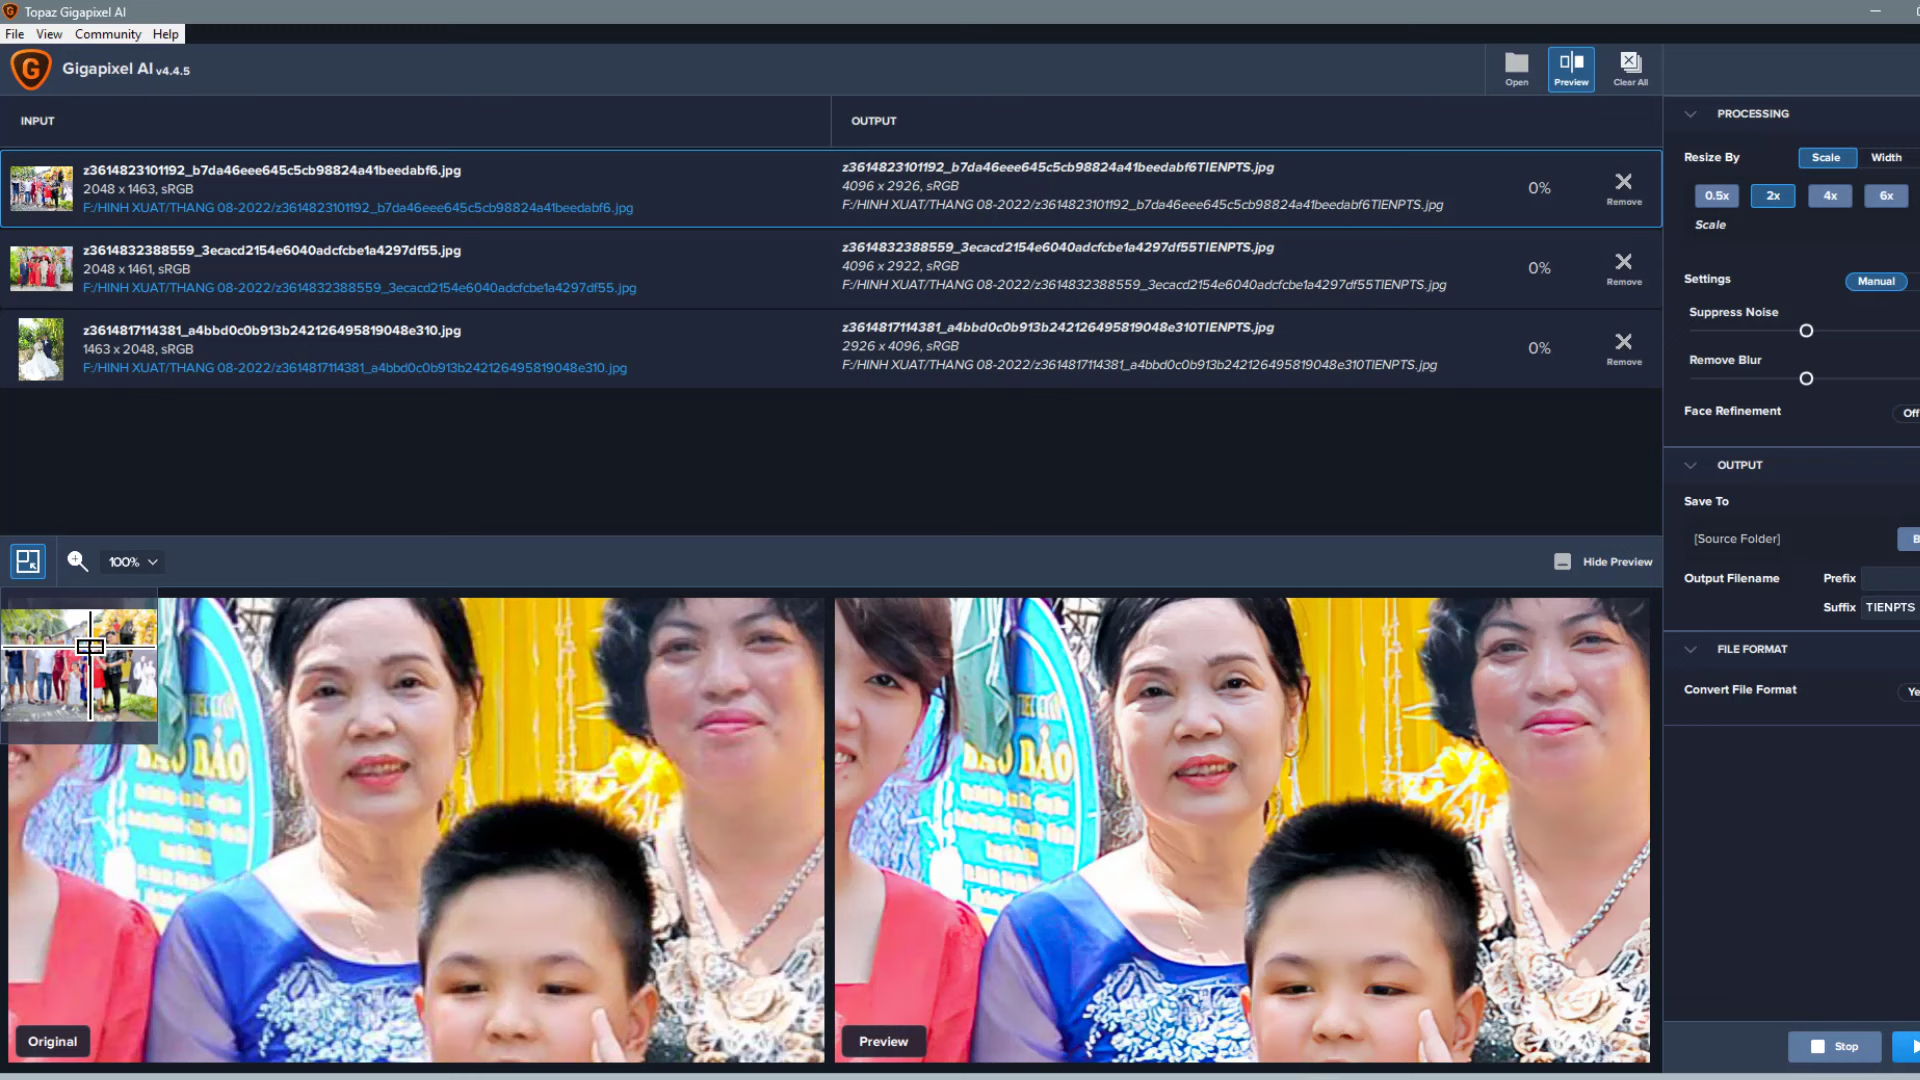 Topaz Gigapixel AI
File View Community Help
Gigapixel AI v4.4.5
Open
Preview
Clear All
INPUT
OUTPUT
z3614823101192_b7da46eee645c5cb98824a41beedabf6.jpg
2048 x 1463, sRGB
F:/HINH XUAT/THANG 08-2022/z3614823101192_b7da46eee645c5cb98824a41beedabf6.jpg
z3614823101192_b7da46eee645c5cb98824a41beedabf6TIENPTS.jpg
4096 x 2926, sRGB
F:/HINH XUAT/THANG 08-2022/z3614823101192_b7da46eee645c5cb98824a41beedabf6TIENPTS.jpg
0%
Remove
z3614832388559_3ecacd2154e6040adcfcbe1a4297df55.jpg
2048 x 1461, sRGB
F:/HINH XUAT/THANG 08-2022/z3614832388559_3ecacd2154e6040adcfcbe1a4297df55.jpg
z3614832388559_3ecacd2154e6040adcfcbe1a4297df55TIENPTS.jpg
4096 x 2922, sRGB
F:/HINH XUAT/THANG 08-2022/z3614832388559_3ecacd2154e6040adcfcbe1a4297df55TIENPTS.jpg
0%
Remove
z3614817114381_a4bbd0c0b913b242126495819048e310.jpg
1463 x 2048, sRGB
F:/HINH XUAT/THANG 08-2022/z3614817114381_a4bbd0c0b913b242126495819048e310.jpg
z3614817114381_a4bbd0c0b913b242126495819048e310TIENPTS.jpg
2926 x 4096, sRGB
F:/HINH XUAT/THANG 08-2022/z3614817114381_a4bbd0c0b913b242126495819048e310TIENPTS.jpg
0%
Remove
PROCESSING
Resize By Scale Width
0.5x 2x 4x 6x
Scale
Settings Manual
Suppress Noise
Remove Blur
Face Refinement Off
OUTPUT
Save To
[Source Folder] B
Output Filename Prefix
Suffix TIENPTS
FILE FORMAT
Convert File Format Ye
100%
Hide Preview
BẢO
BẢO
Original
Preview
Stop